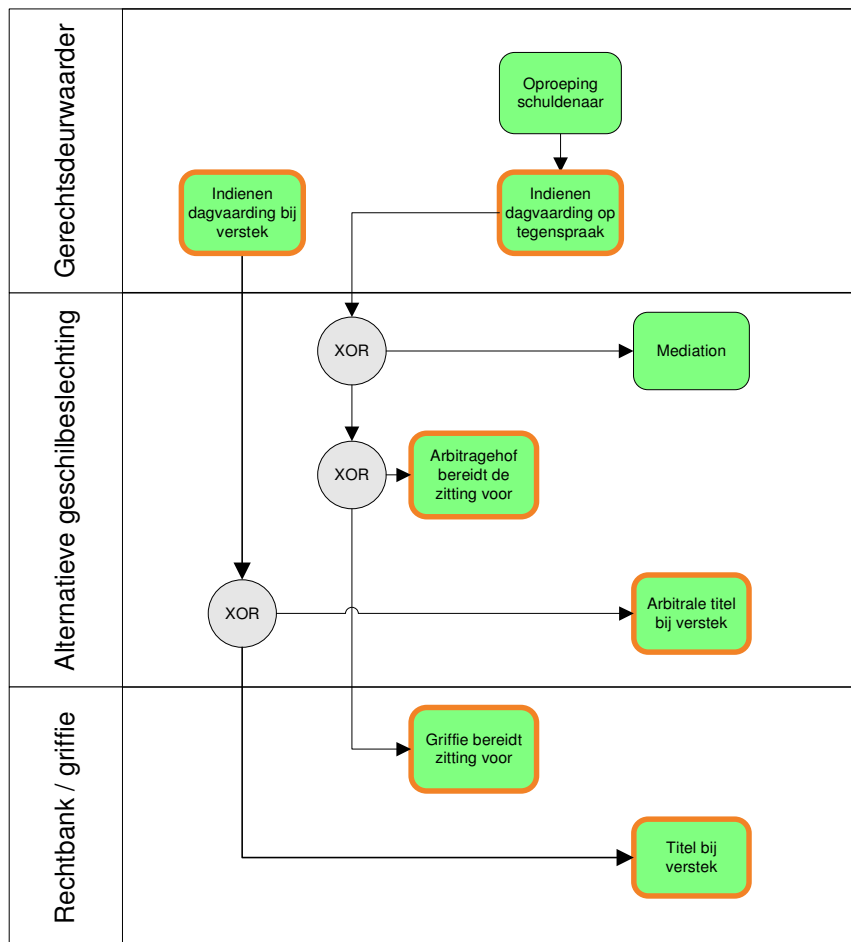 Gerechtsdeurwaarder
Oproeping
schuldenaar
Indienen
dagvaarding bij
verstek
Indienen
dagvaarding op
tegenspraak
Alternatieve geschilbeslechting
XOR
Mediation
XOR
Arbitragehof
bereidt de
zitting voor
XOR
Arbitrale titel
bij verstek
Rechtbank / griffie
Griffie bereidt
zitting voor
Titel bij
verstek